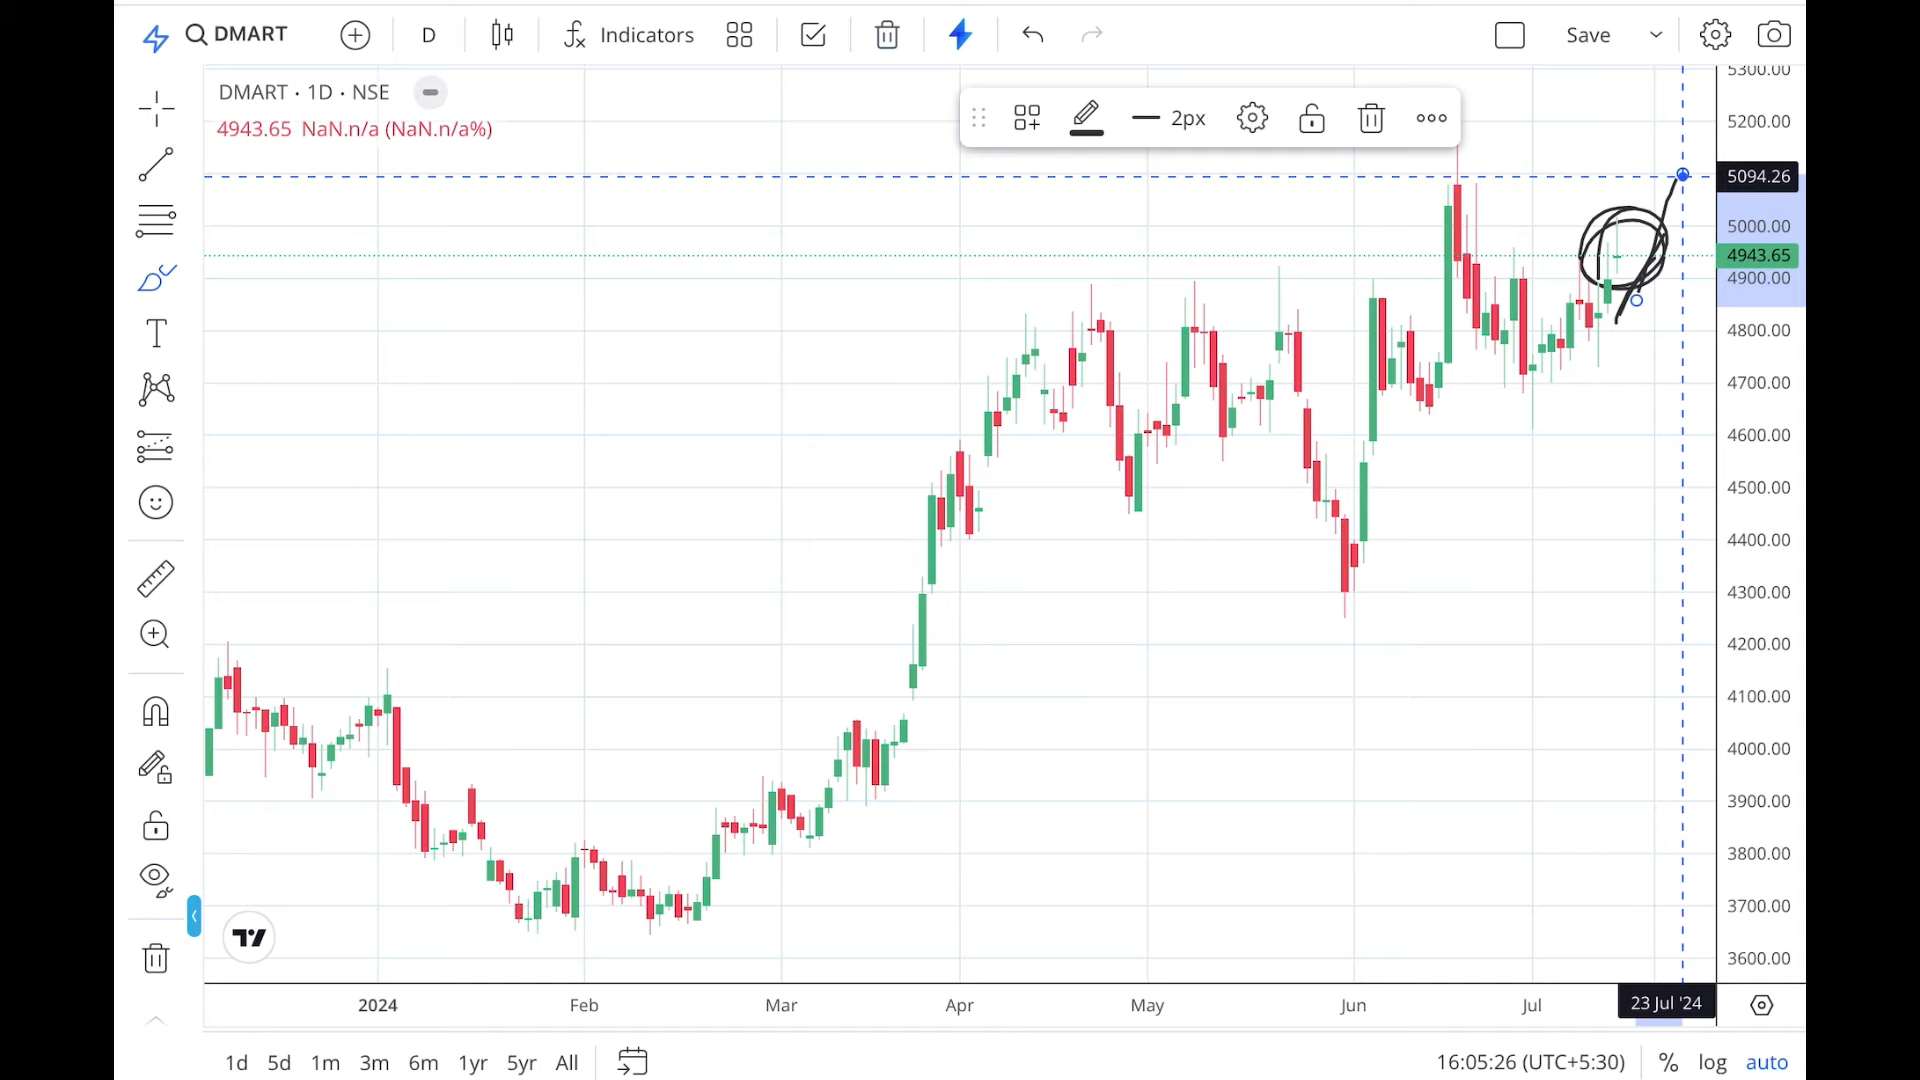 DMART
D
Indicators
Save
DMART · 1D · NSE
4943.65 NaN.n/a (NaN.n/a%)
2px
5300.00
5200.00
5094.26
5000.00
4943.65
4900.00
4800.00
4700.00
4600.00
4500.00
4400.00
4300.00
4200.00
4100.00
4000.00
3900.00
3800.00
3700.00
3600.00
2024
Feb
Mar
Apr
May
Jun
Jul
23 Jul '24
1d 5d 1m 3m 6m 1yr 5yr All
16:05:26 (UTC+5:30) % log auto